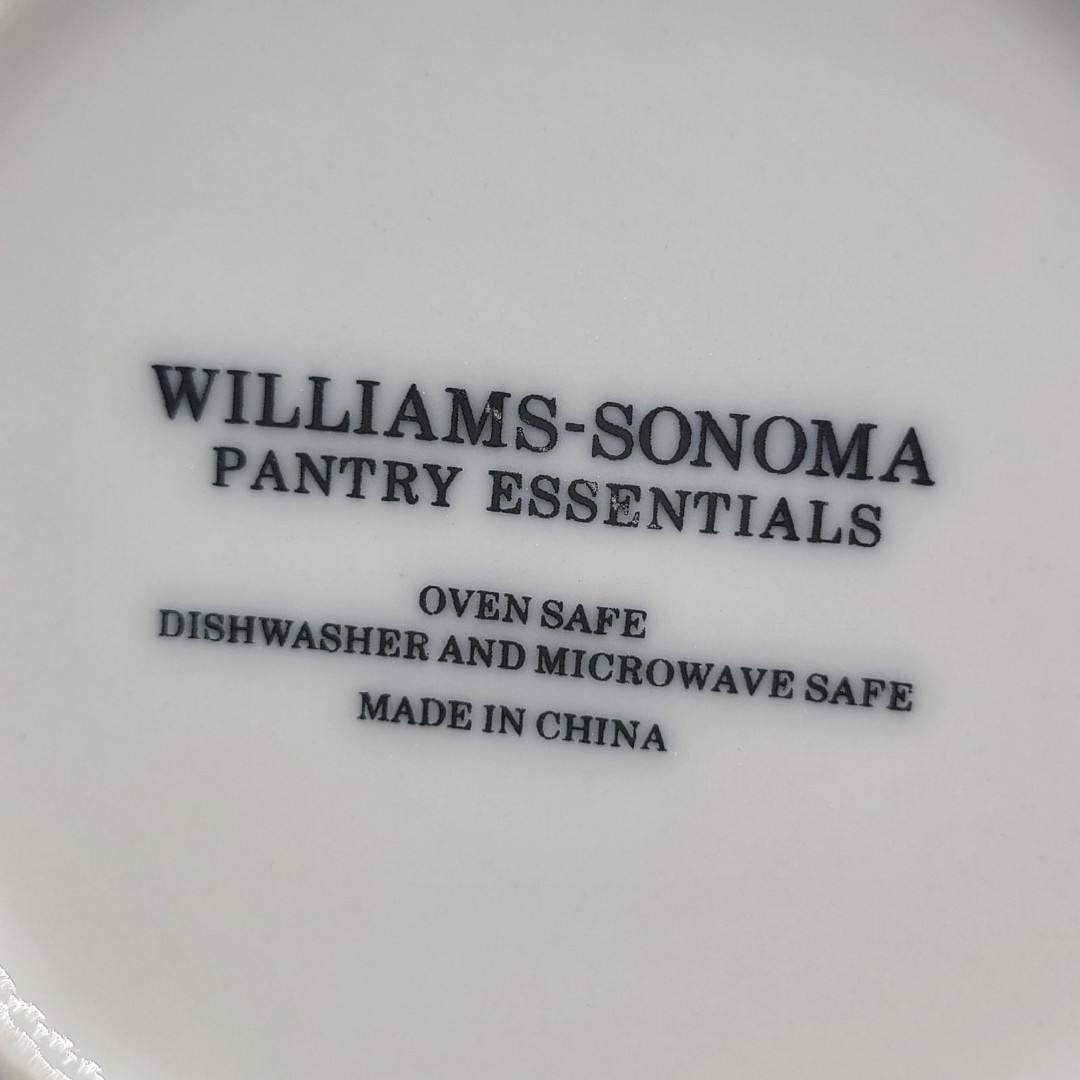 WILLIAMS-SONOMA
PANTRY ESSENTIALS
OVEN SAFE
DISHWASHER AND MICROWAVE SAFE
MADE IN CHINA